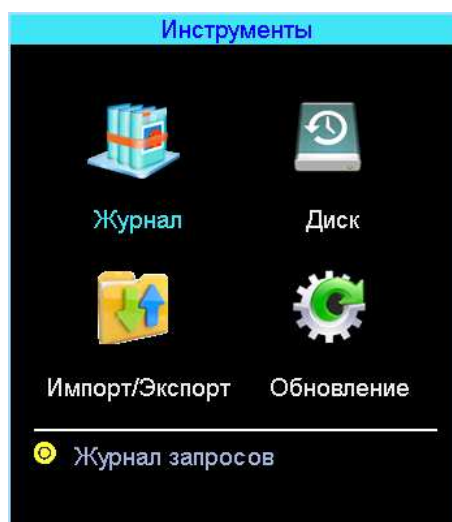 Инструменты
Журнал Диск
Импорт/Экспорт Обновление
Журнал запросов